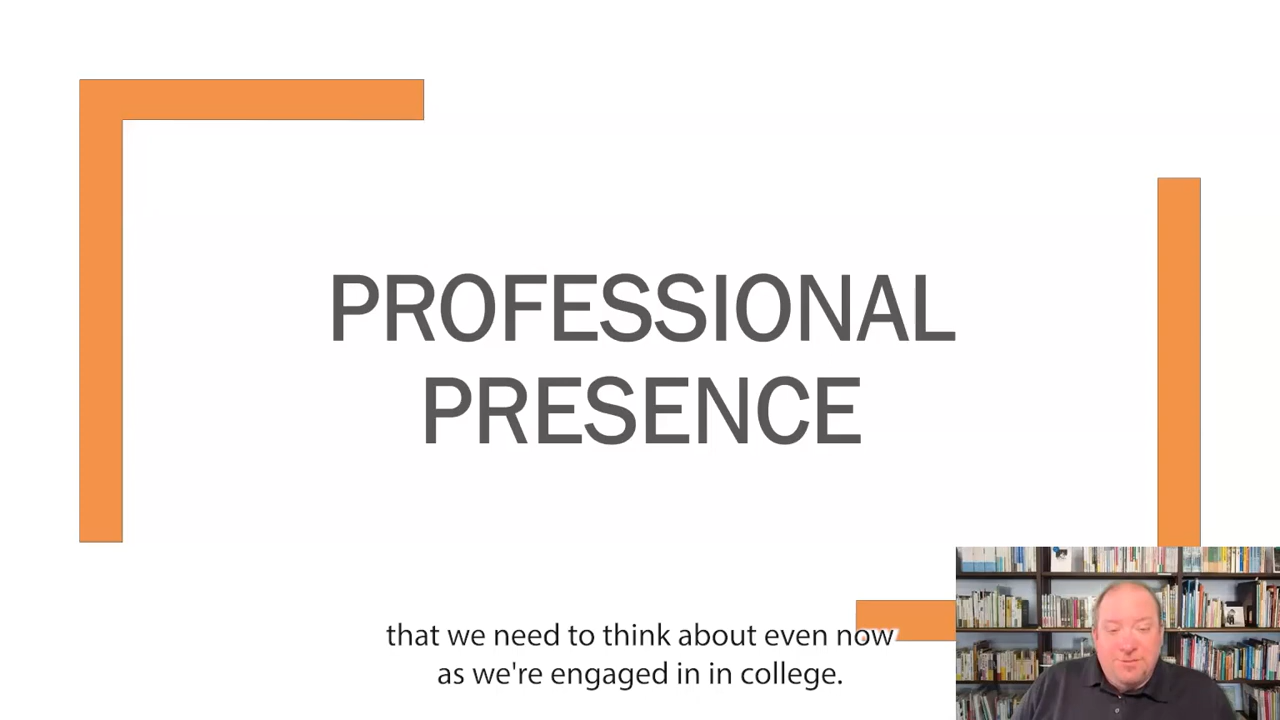 PROFESSIONAL
PRESENCE
that we need to think about even now
as we're engaged in in college.